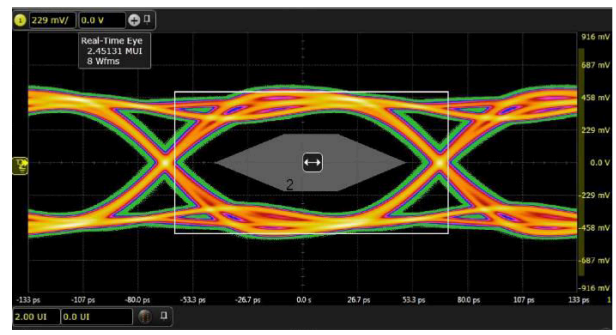 1 229 mV/ 0.0 V +
Real-Time Eye
2.45131 MUI
8 Wfms
916 mV
687 mV
458 mV
229 mV
0.0 V
-229 mV
-458 mV
-687 mV
-916 mV
2
-133 ps -107 ps -80.0 ps -53.3 ps -26.7 ps 0.0 s 26.7 ps 53.3 ps 80.0 ps 107 ps 133 ps 1
2.00 UI 0.0 UI